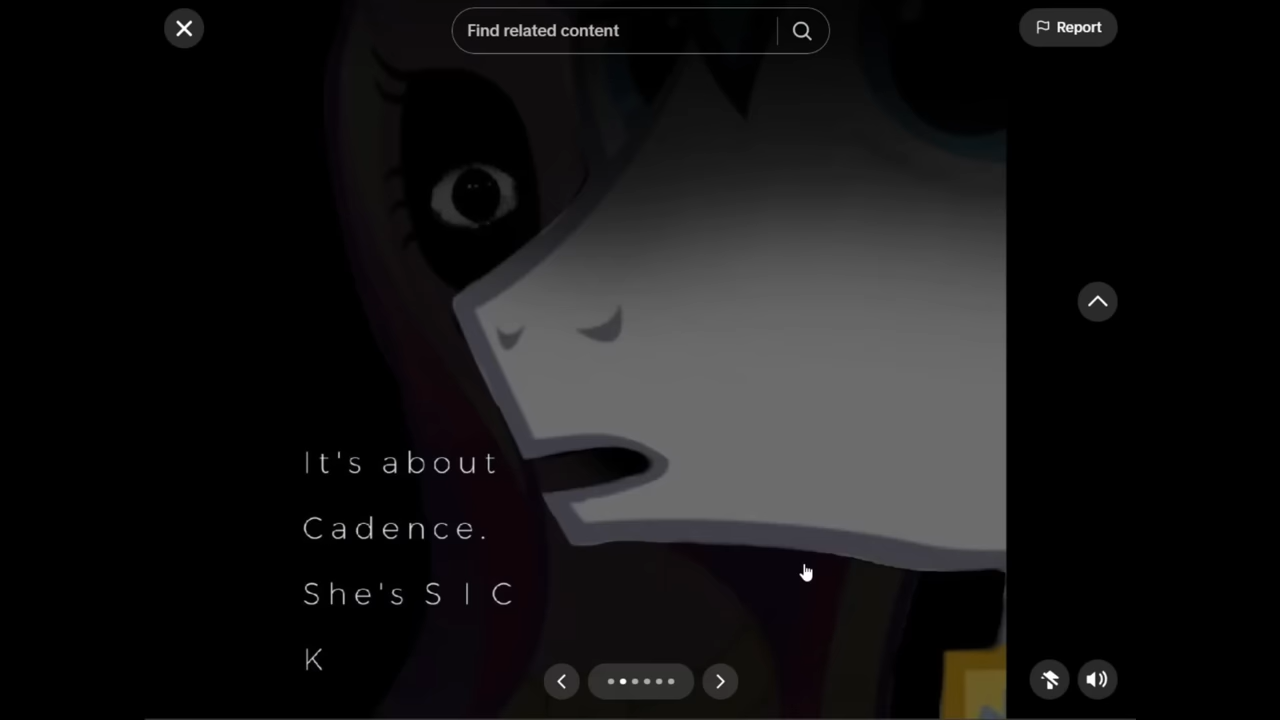 Find related content
Report
It's about
Cadence.
She's S I C
K